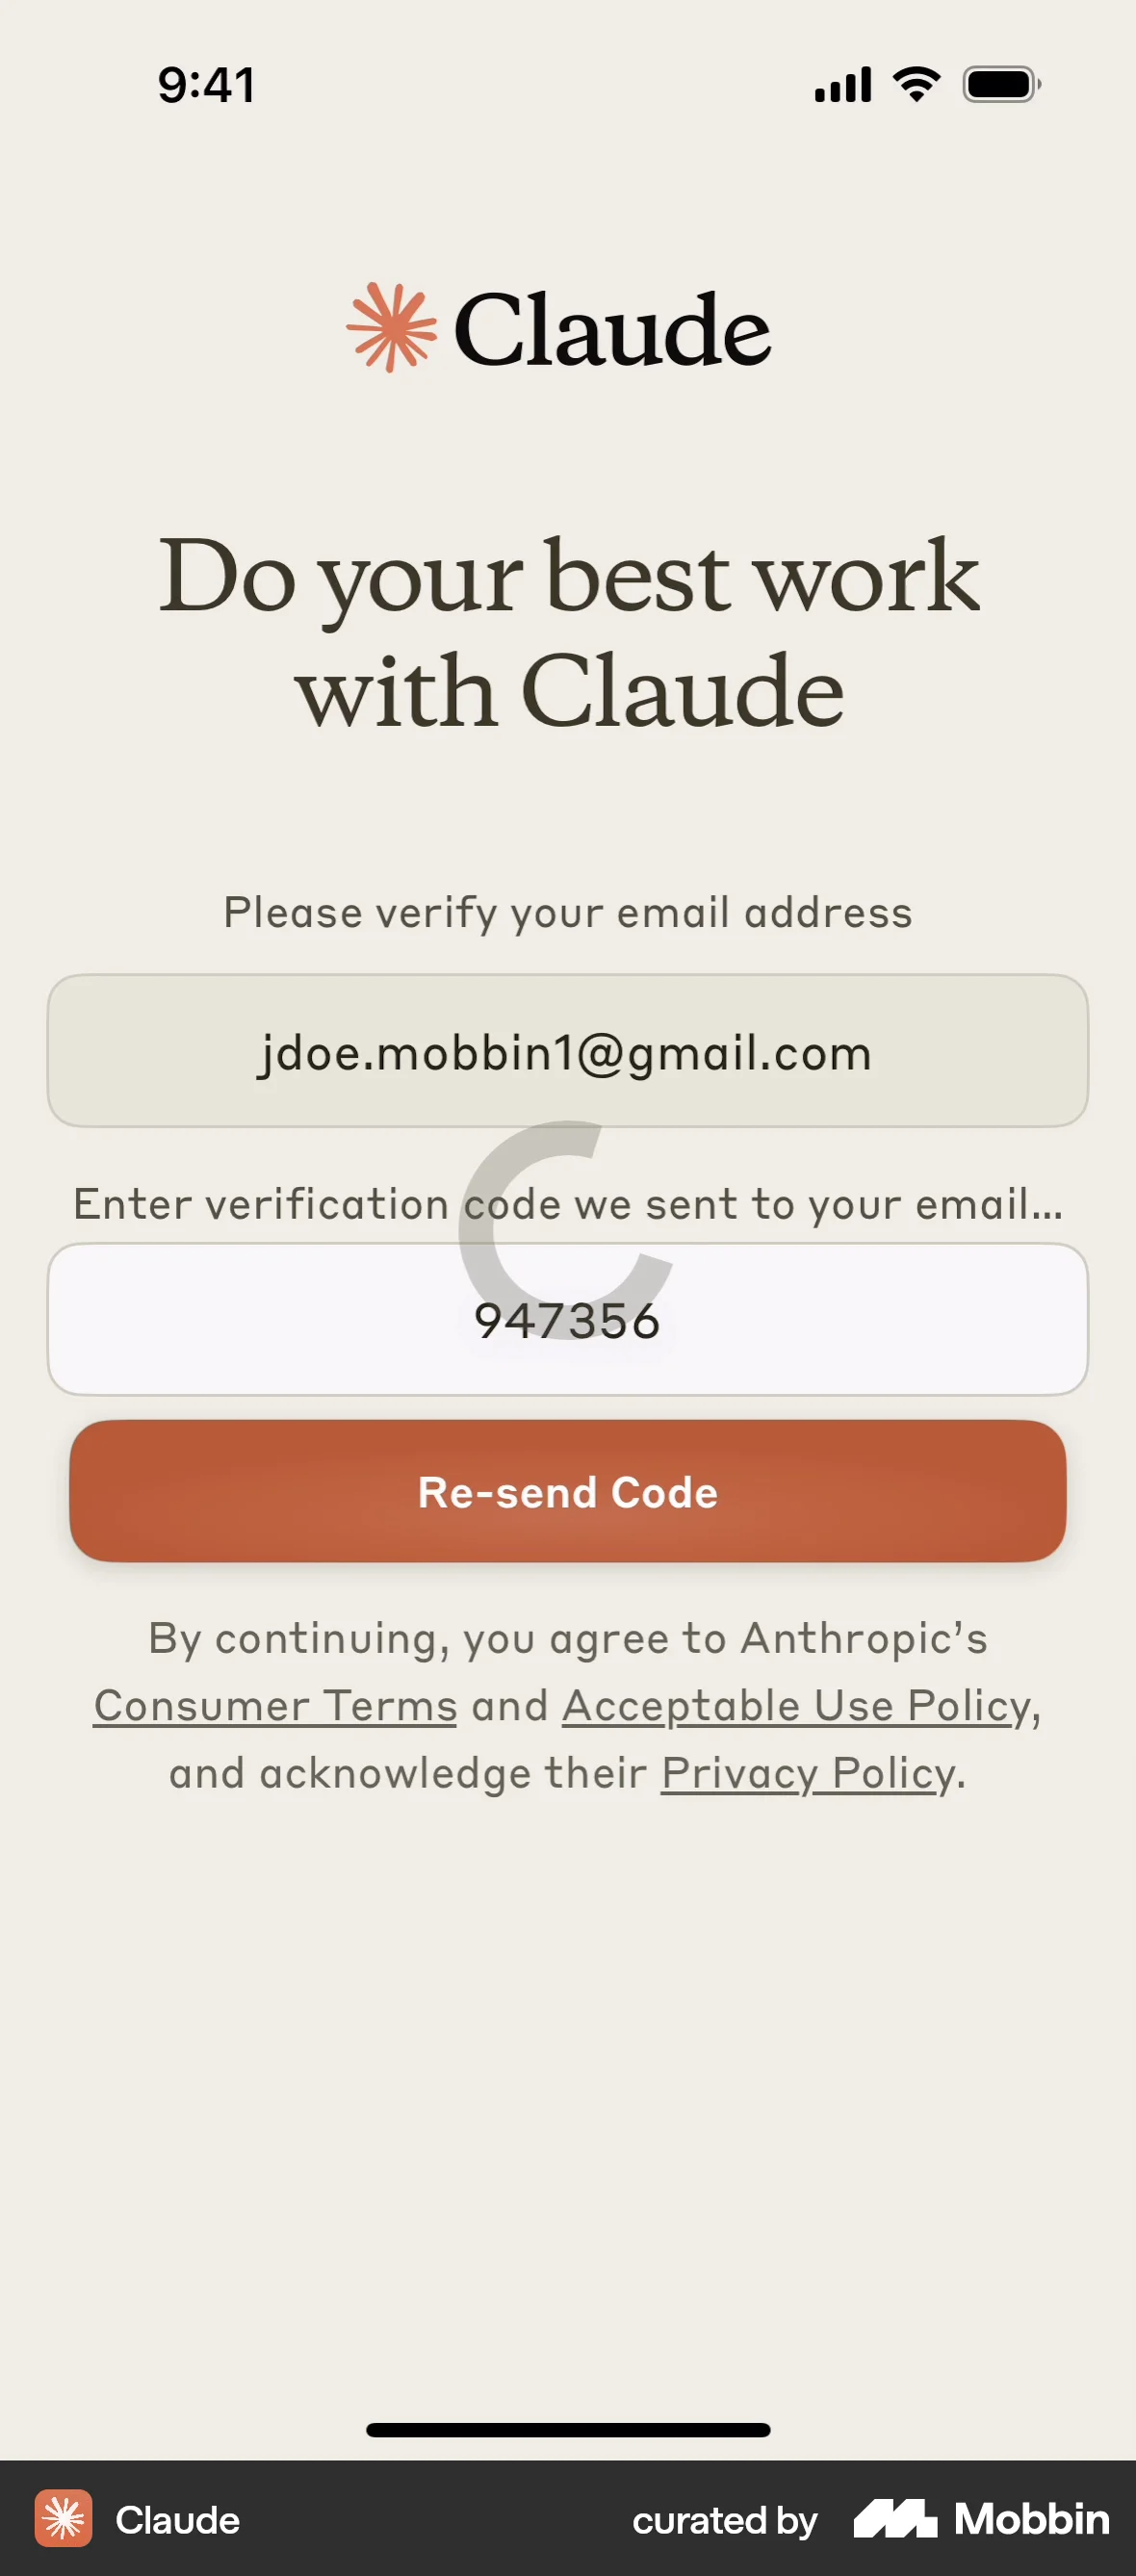 9:41
Claude
Do your best work
with Claude
Please verify your email address
jdoe.mobbin1@gmail.com
Enter verification code we sent to your email...
947356
Re-send Code
By continuing, you agree to Anthropic's
Consumer Terms and Acceptable Use Policy,
and acknowledge their Privacy Policy.
Claude
curated by Mobbin